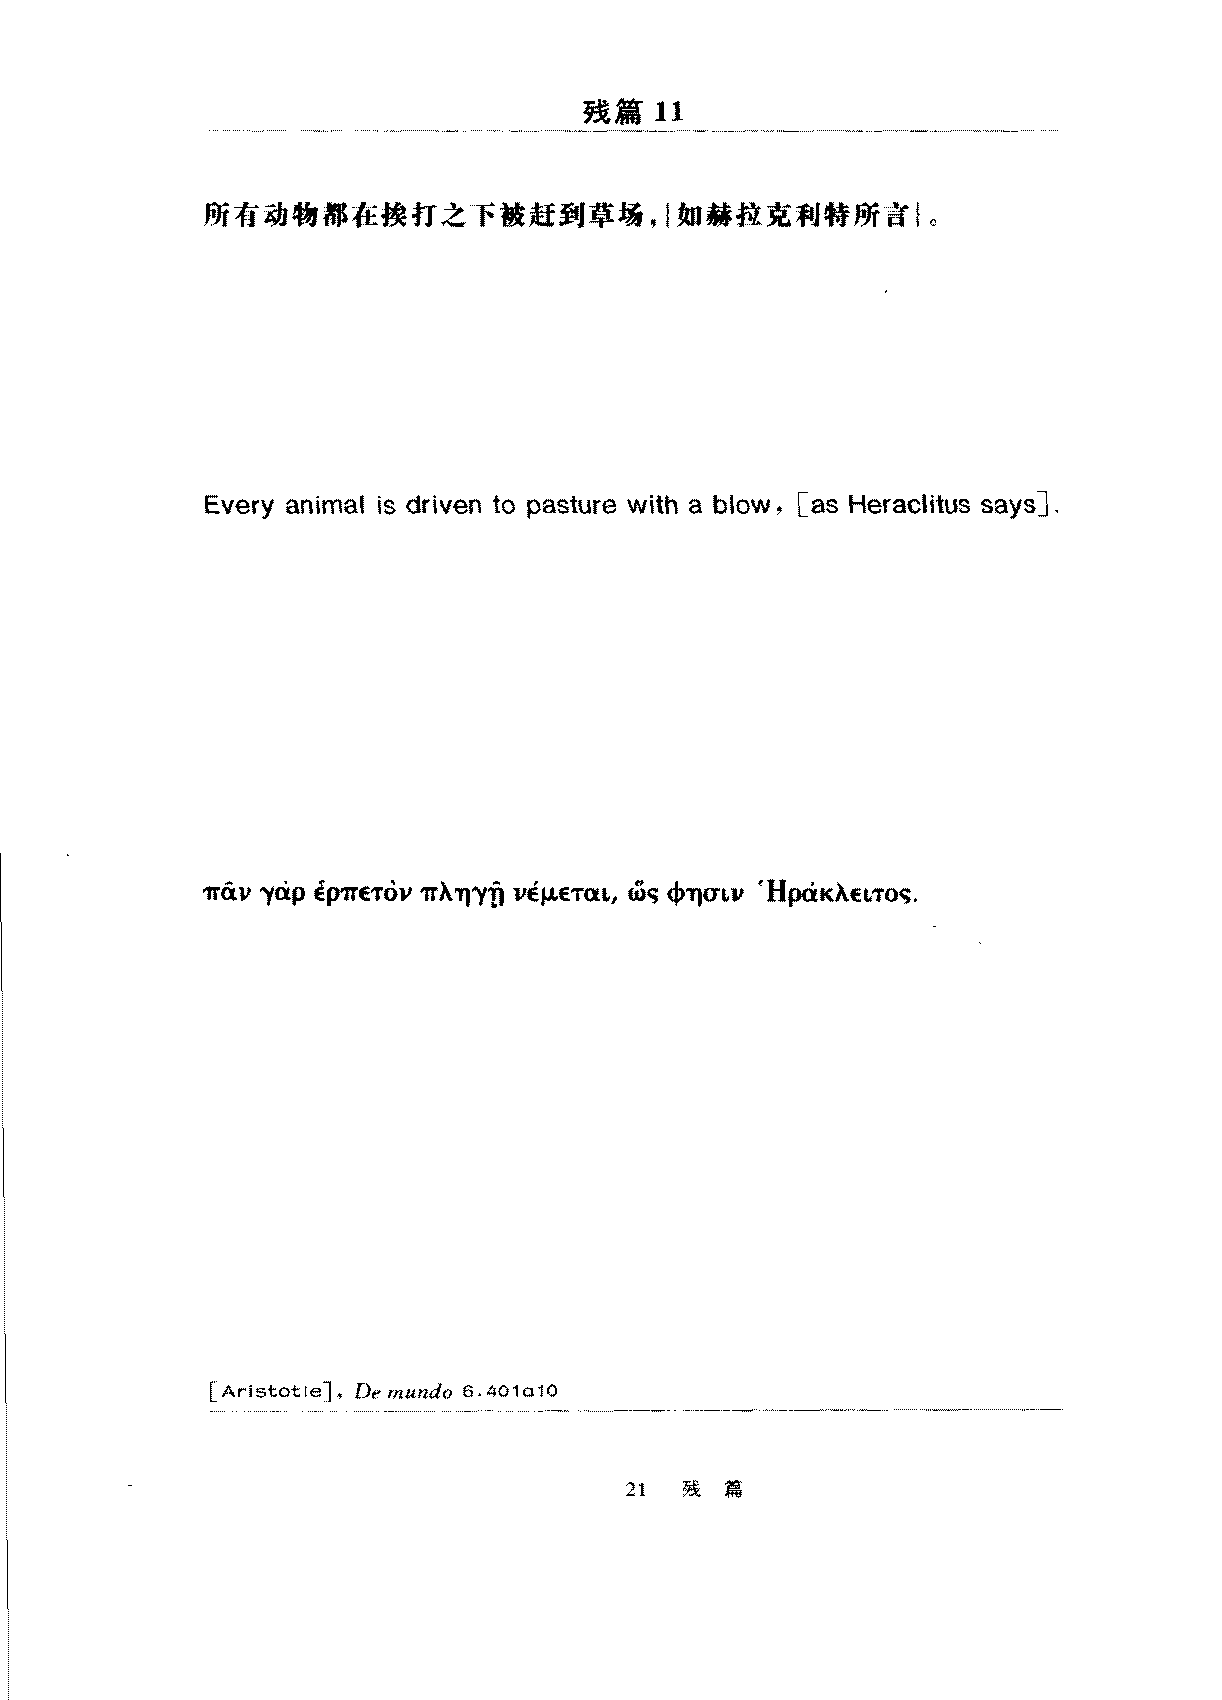 残篇 11
所有动物都在挨打之下被赶到草场，[如赫拉克利特所言]。
Every animal is driven to pasture with a blow, [as Heraclitus says].
πᾶν γὰρ ἑρπετὸν πληγῇ νέμεται, ὥς φησιν Ἡράκλειτος.
[Aristotle], De mundo 6.401a10
21 残 篇